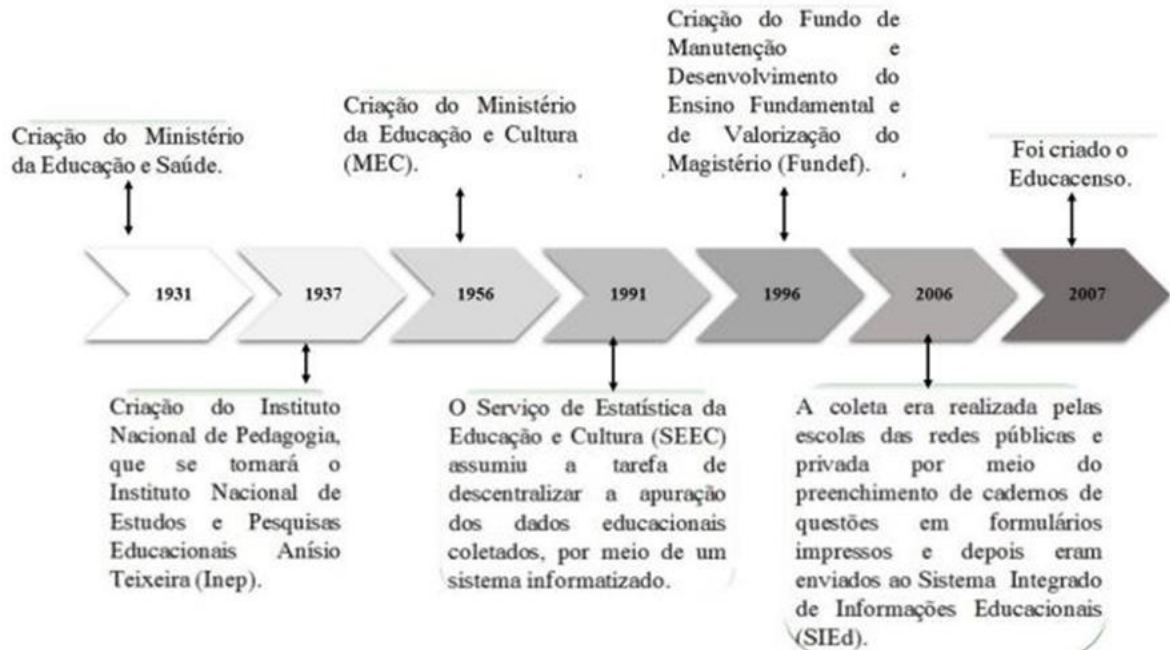 Criação do Ministério
da Educação e Saúde.
Criação do Ministério
da Educação e Cultura
(MEC).
Criação do Fundo de
Manutenção e
Desenvolvimento do
Ensino Fundamental e
de Valorização do
Magistério (Fundef).
Foi criado o
Educacenso.
1931
1937
1956
1991
1996
2006
2007
Criação do Instituto
Nacional de Pedagogia,
que se tornará o
Instituto Nacional de
Estudos e Pesquisas
Educacionais Anísio
Teixeira (Inep).
O Serviço de Estatística da
Educação e Cultura (SEEC)
assumiu a tarefa de
descentralizar a apuração
dos dados educacionais
coletados, por meio de um
sistema informatizado.
A coleta era realizada pelas
escolas das redes públicas e
privada por meio do
preenchimento de cadernos de
questões em formulários
impressos e depois eram
enviados ao Sistema Integrado
de Informações Educacionais
(SIEd).